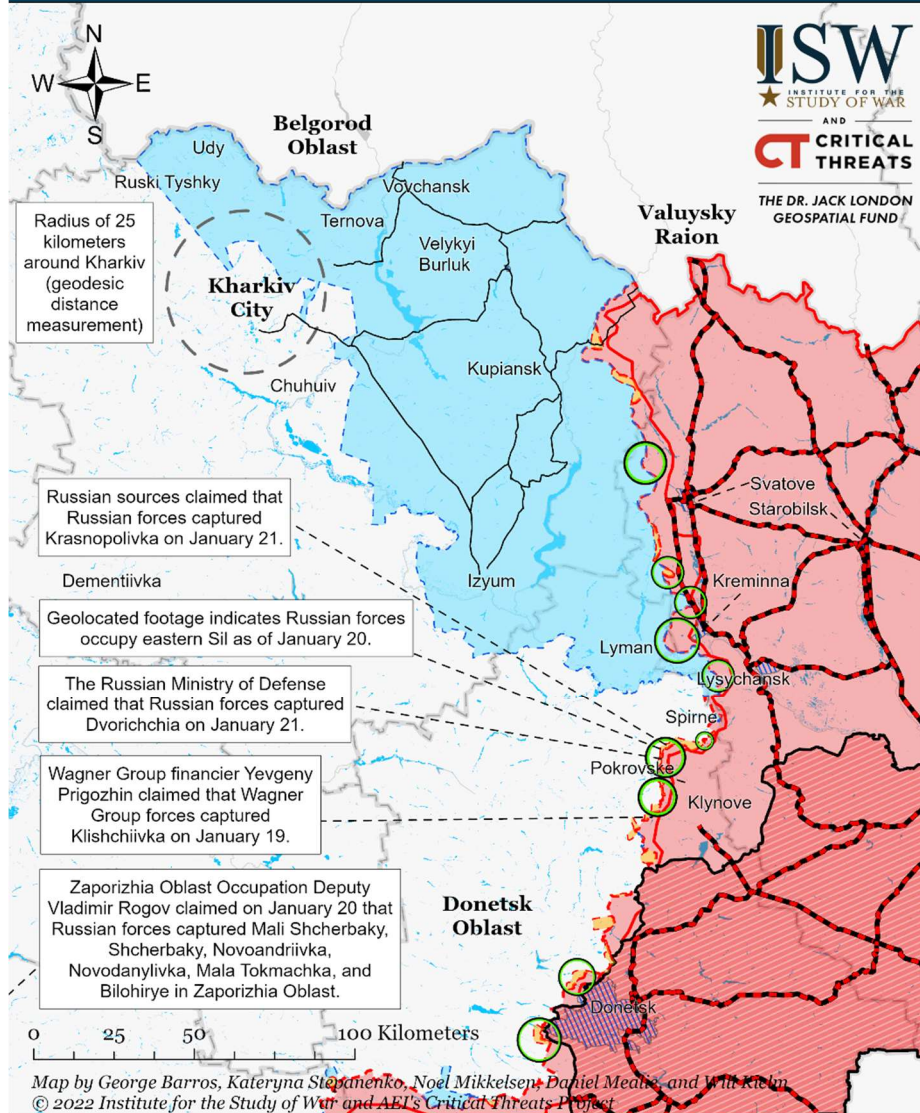 N
W E
S
ISW
INSTITUTE FOR THE
STUDY OF WAR
AND
CT CRITICAL
THREATS
THE DR. JACK LONDON
GEOSPATIAL FUND
Belgorod
Oblast
Udy
Ruski Tyshky
Vovchansk
Ternova
Valuysky
Raion
Radius of 25
kilometers
around Kharkiv
(geodesic
distance
measurement)
Velykyi
Burluk
Kharkiv
City
Kupiansk
Chuhuiv
Russian sources claimed that
Russian forces captured
Krasnopolivka on January 21.
Svatove
Starobilsk
Dementiivka
Izyum
Kreminna
Geolocated footage indicates Russian forces
occupy eastern Sil as of January 20.
Lyman
Lysychansk
The Russian Ministry of Defense
claimed that Russian forces captured
Dvorichchia on January 21.
Spirne
Pokrovske
Klynove
Wagner Group financier Yevgeny
Prigozhin claimed that Wagner
Group forces captured
Klishchiivka on January 19.
Zaporizhia Oblast Occupation Deputy
Vladimir Rogov claimed on January 20 that
Russian forces captured Mali Shcherbaky,
Shcherbaky, Novoandriivka,
Novodanylivka, Mala Tokmachka, and
Bilohirye in Zaporizhia Oblast.
Donetsk
Oblast
Donetsk
0 25 50 100 Kilometers
Map by George Barros, Kateryna Stepanenko, Noel Mikkelsen, Daniel Mealie, and Will Kielm
© 2022 Institute for the Study of War and AEI's Critical Threats Project